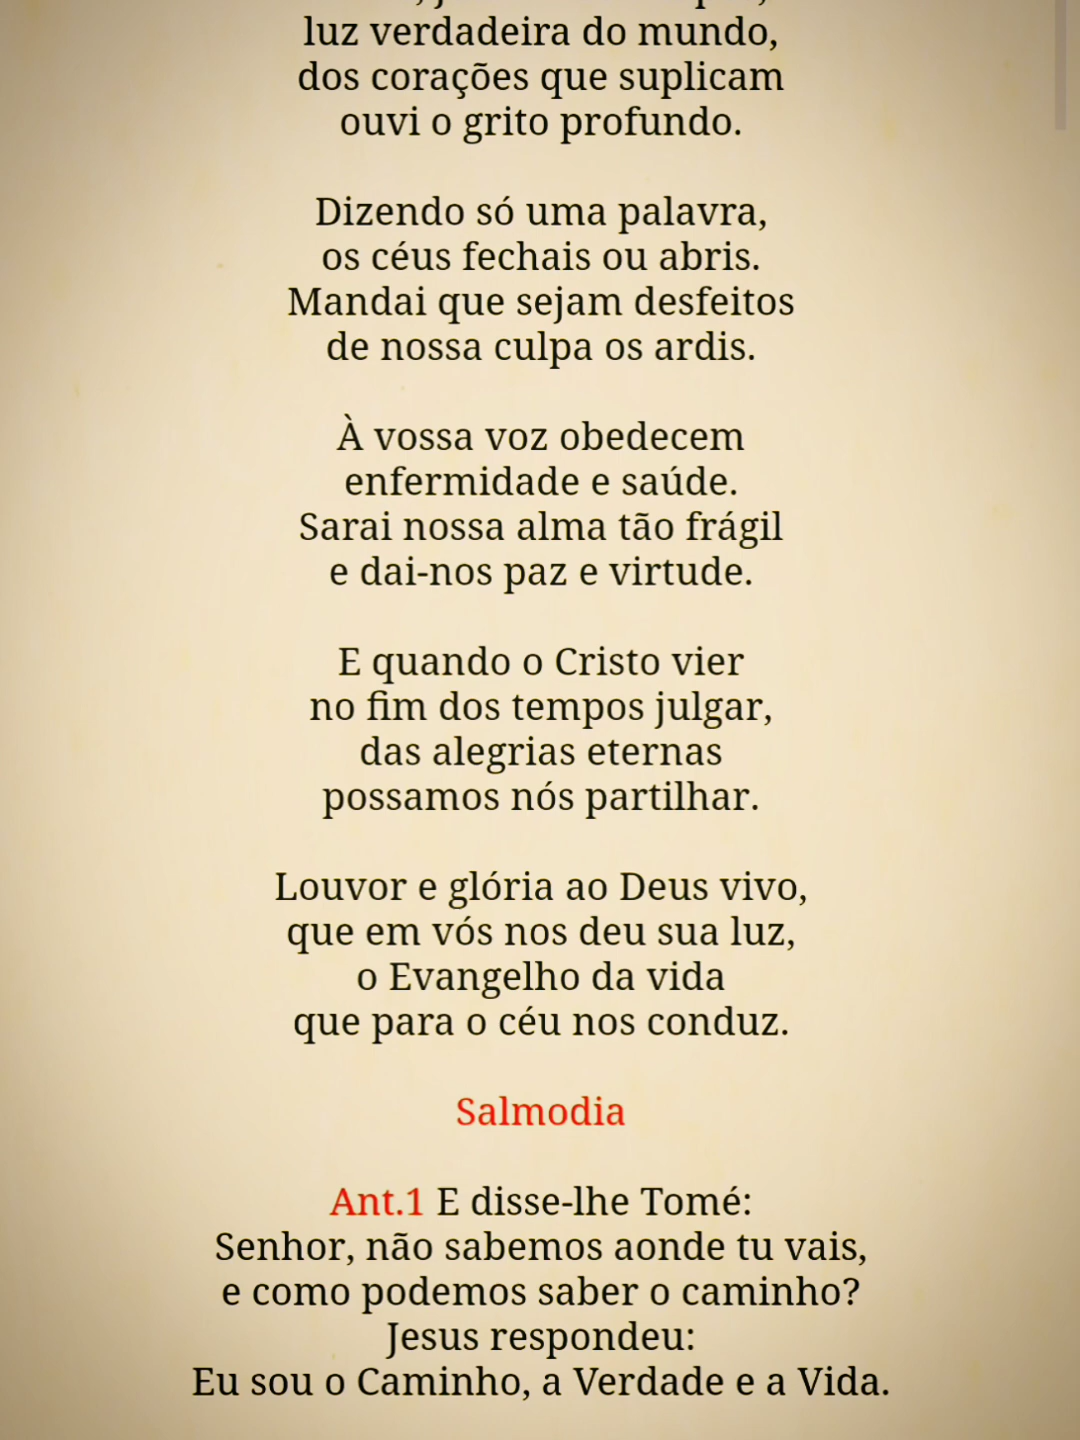 luz verdadeira do mundo,
dos corações que suplicam
ouvi o grito profundo.
Dizendo só uma palavra,
os céus fechais ou abris.
Mandai que sejam desfeitos
de nossa culpa os ardis.
À vossa voz obedecem
enfermidade e saúde.
Sarai nossa alma tão frágil
e dai-nos paz e virtude.
E quando o Cristo vier
no fim dos tempos julgar,
das alegrias eternas
possamos nós partilhar.
Louvor e glória ao Deus vivo,
que em vós nos deu sua luz,
o Evangelho da vida
que para o céu nos conduz.
Salmodia
Ant.1 E disse-lhe Tomé:
Senhor, não sabemos aonde tu vais,
e como podemos saber o caminho?
Jesus respondeu:
Eu sou o Caminho, a Verdade e a Vida.